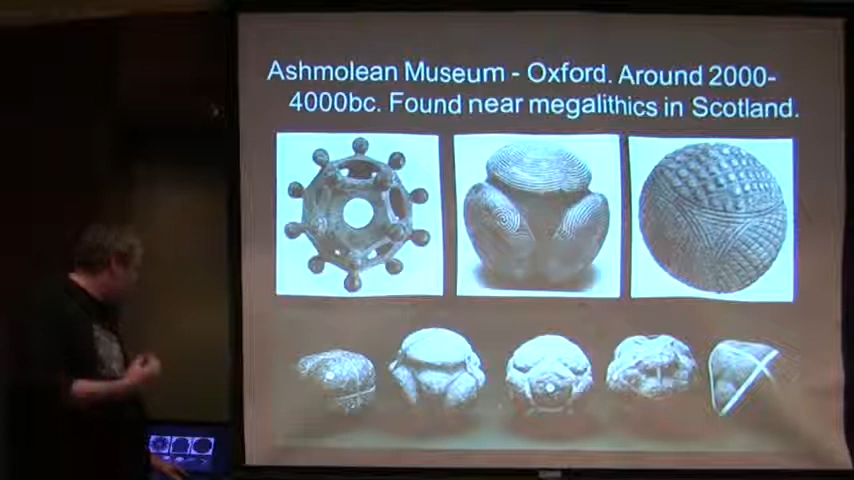 Ashmolean Museum - Oxford. Around 2000-
4000bc. Found near megalithics in Scotland.